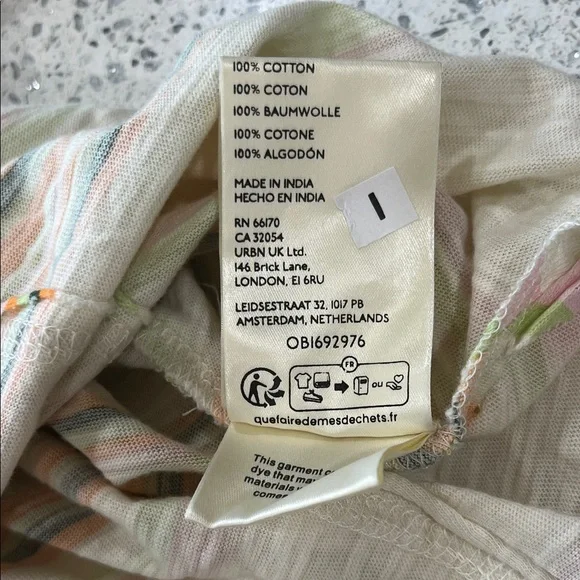 100% COTTON
100% COTON
100% BAUMWOLLE
100% COTONE
100% ALGODÓN
MADE IN INDIA
HECHO EN INDIA
I
RN 66170
CA 32054
URBN UK Ltd.
146 Brick Lane,
LONDON, E1 6RU
LEIDSESTRAAT 32, 1017 PB
AMSTERDAM, NETHERLANDS
OB1692976
FR
OU
quefairedemesdechets.fr
This garment
dye that may
materials